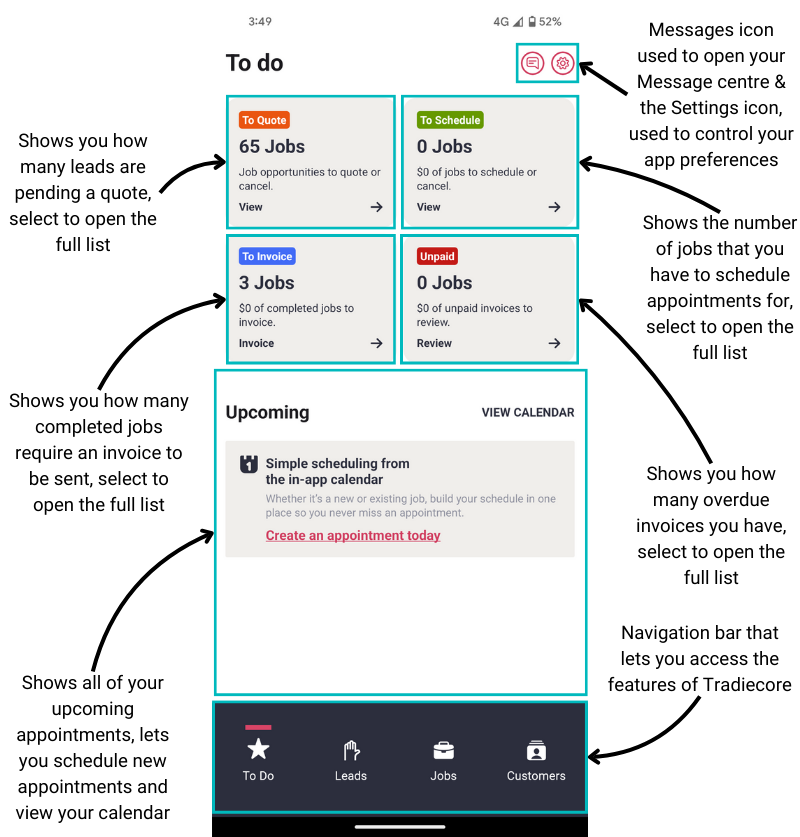 3:49
4G 52%
To do
Messages icon
used to open your
Message centre &
the Settings icon,
used to control your
app preferences
Shows you how
many leads are
pending a quote,
select to open the
full list
To Quote
65 Jobs
Job opportunities to quote or
cancel.
View
To Schedule
0 Jobs
$0 of jobs to schedule or
cancel.
View
Shows the number
of jobs that you
have to schedule
appointments for,
select to open the
full list
To Invoice
3 Jobs
$0 of completed jobs to
invoice.
Invoice
Unpaid
0 Jobs
$0 of unpaid invoices to
review.
Review
Shows you how many
completed jobs
require an invoice to
be sent, select to
open the full list
Upcoming
VIEW CALENDAR
1
Simple scheduling from
the in-app calendar
Whether it's a new or existing job, build your schedule in one
place so you never miss an appointment.
Create an appointment today
Shows you how
many overdue
invoices you have,
select to open the
full list
Navigation bar that
lets you access the
features of Tradiecore
Shows all of your
upcoming
appointments, lets
you schedule new
appointments and
view your calendar
To Do
Leads
Jobs
Customers